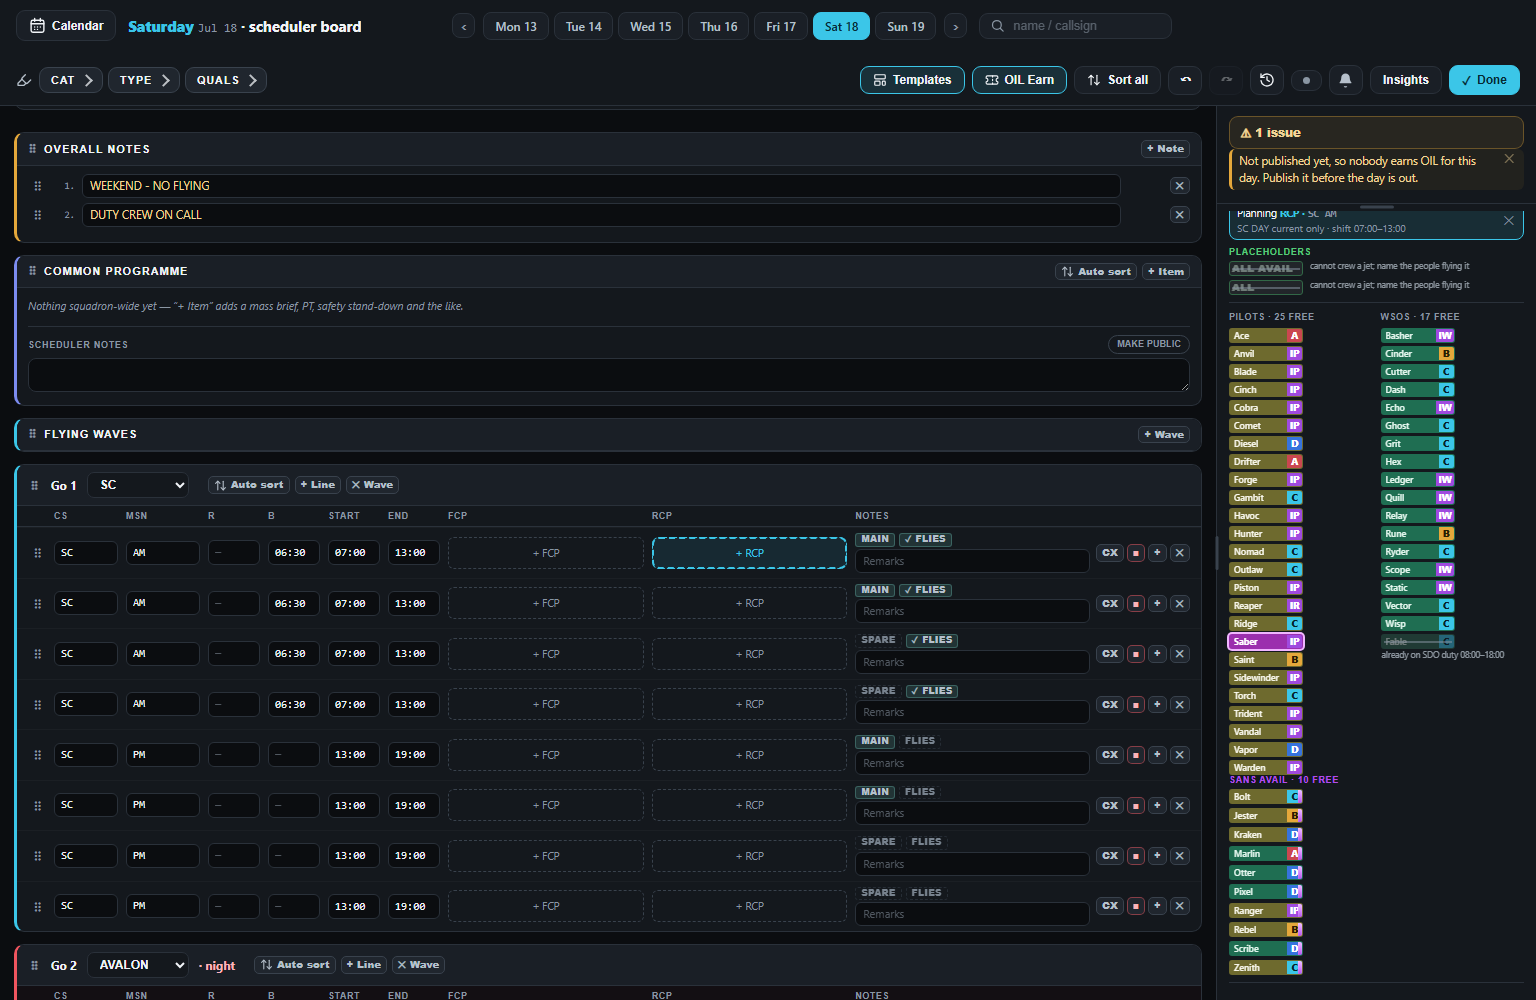 Calendar
Saturday Jul 18 · scheduler board
‹ Mon 13 Tue 14 Wed 15 Thu 16 Fri 17 Sat 18 Sun 19 ›
name / callsign
CAT TYPE QUALS
Templates OIL Earn Sort all Insights ✓ Done
OVERALL NOTES
+ Note
1. WEEKEND - NO FLYING
2. DUTY CREW ON CALL
COMMON PROGRAMME
Auto sort + Item
Nothing squadron-wide yet — "+ Item" adds a mass brief, PT, safety stand-down and the like.
SCHEDULER NOTES
MAKE PUBLIC
FLYING WAVES
+ Wave
Go 1 SC Auto sort + Line × Wave
CS MSN R B START END FCP RCP NOTES
MAIN ✓ FLIES
SC AM – 06:30 07:00 13:00 + FCP + RCP Remarks CX ■ + ×
MAIN ✓ FLIES
SC AM – 06:30 07:00 13:00 + FCP + RCP Remarks CX ■ + ×
SPARE ✓ FLIES
SC AM – 06:30 07:00 13:00 + FCP + RCP Remarks CX ■ + ×
SPARE ✓ FLIES
SC AM – 06:30 07:00 13:00 + FCP + RCP Remarks CX ■ + ×
MAIN FLIES
SC PM – – 13:00 19:00 + FCP + RCP Remarks CX ■ + ×
MAIN FLIES
SC PM – – 13:00 19:00 + FCP + RCP Remarks CX ■ + ×
SPARE FLIES
SC PM – – 13:00 19:00 + FCP + RCP Remarks CX ■ + ×
SPARE FLIES
SC PM – – 13:00 19:00 + FCP + RCP Remarks CX ■ + ×
Go 2 AVALON · night Auto sort + Line × Wave
CS MSN R B START END FCP RCP NOTES
⚠ 1 issue
Not published yet, so nobody earns OIL for this
day. Publish it before the day is out.
Planning RCP · SC AM
SC DAY current only · shift 07:00–13:00
PLACEHOLDERS
ALL AVAIL cannot crew a jet; name the people flying it
ALL cannot crew a jet; name the people flying it
PILOTS · 25 FREE
Ace A
Anvil IP
Blade IP
Cinch IP
Cobra IP
Comet IP
Diesel D
Drifter A
Forge IP
Gambit C
Havoc IP
Hunter IP
Nomad C
Outlaw C
Piston IP
Reaper IR
Ridge C
Saber IP
Saint B
Sidewinder IP
Torch C
Trident IP
Vandal IP
Vapor D
Warden IP
WSOS · 17 FREE
Basher IW
Cinder B
Cutter C
Dash C
Echo IW
Ghost C
Grit C
Hex C
Ledger IW
Quill IW
Relay IW
Rune B
Ryder C
Scope IW
Static IW
Vector C
Wisp C
Fable C
already on SDO duty 08:00–18:00
SANS AVAIL · 10 FREE
Bolt C
Jester B
Kraken D
Marlin A
Otter D
Pixel D
Ranger IP
Rebel B
Scribe D
Zenith C